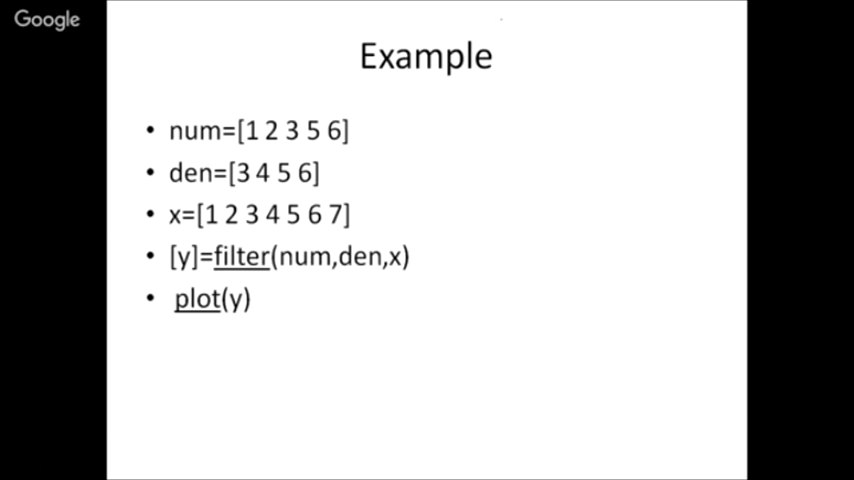 Google
Example
• num=[1 2 3 5 6]
• den=[3 4 5 6]
• x=[1 2 3 4 5 6 7]
• [y]=filter(num,den,x)
• plot(y)